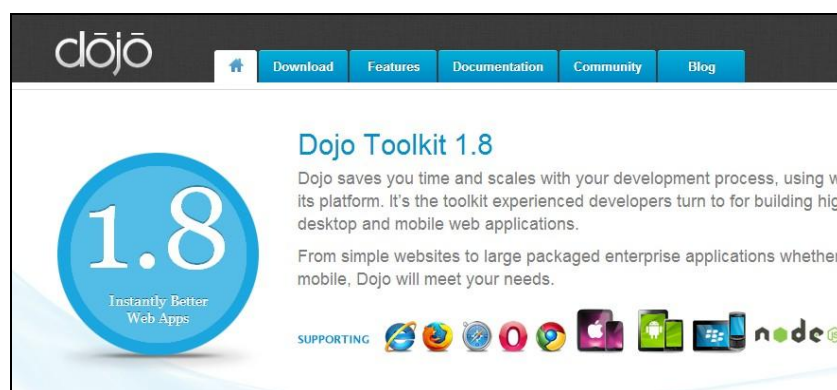 dōjō
Download Features Documentation Community Blog
Dojo Toolkit 1.8
Dojo saves you time and scales with your development process, using
its platform. It's the toolkit experienced developers turn to for building
desktop and mobile web applications.
From simple websites to large packaged enterprise applications whether
mobile, Dojo will meet your needs.
1.8
Instantly Better
Web Apps
SUPPORTING
node